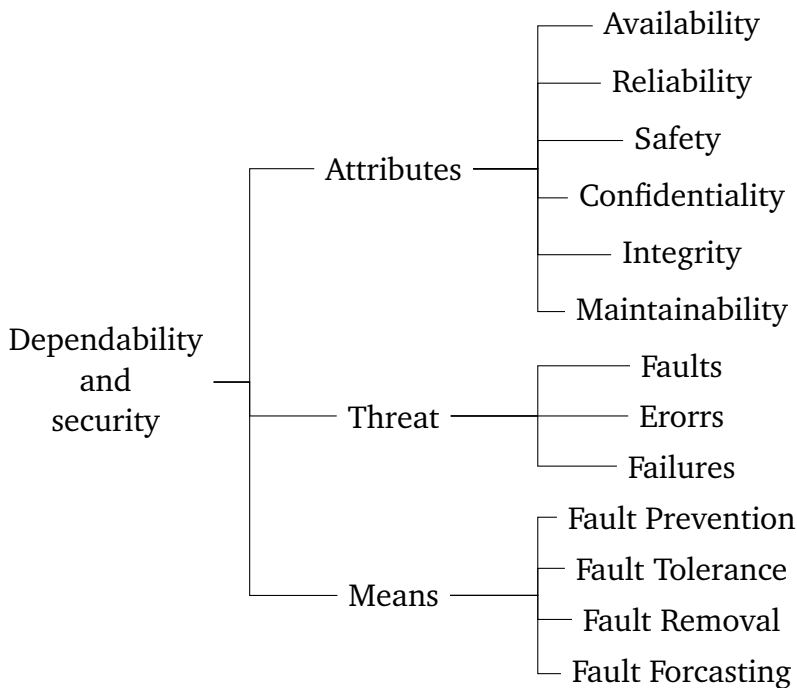 Availability
Reliability
Safety
Attributes
Confidentiality
Integrity
Maintainability
Dependability
and
security
Faults
Threat
Erorrs
Failures
Fault Prevention
Fault Tolerance
Means
Fault Removal
Fault Forcasting